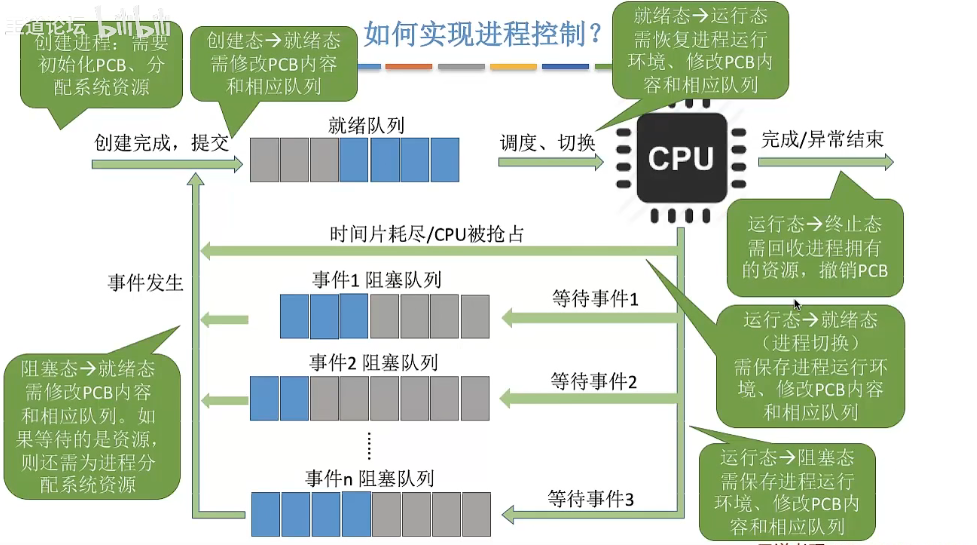 王道论坛 bilibili
如何实现进程控制？
创建进程：需要
初始化PCB、分
配系统资源
创建态→就绪态
需修改PCB内容
和相应队列
就绪态→运行态
需恢复进程运行
环境、修改PCB内
容和相应队列
创建完成，提交
就绪队列
调度、切换
CPU
完成/异常结束
运行态→终止态
需回收进程拥有
的资源，撤销PCB
时间片耗尽/CPU被抢占
事件发生
事件1 阻塞队列
等待事件1
运行态→就绪态
（进程切换）
需保存进程运行环
境、修改PCB内容
和相应队列
阻塞态→就绪态
需修改PCB内容
和相应队列。如
果等待的是资源，
则还需为进程分
配系统资源
事件2 阻塞队列
等待事件2
事件n 阻塞队列
等待事件3
运行态→阻塞态
需保存进程运行
环境、修改PCB内
容和相应队列